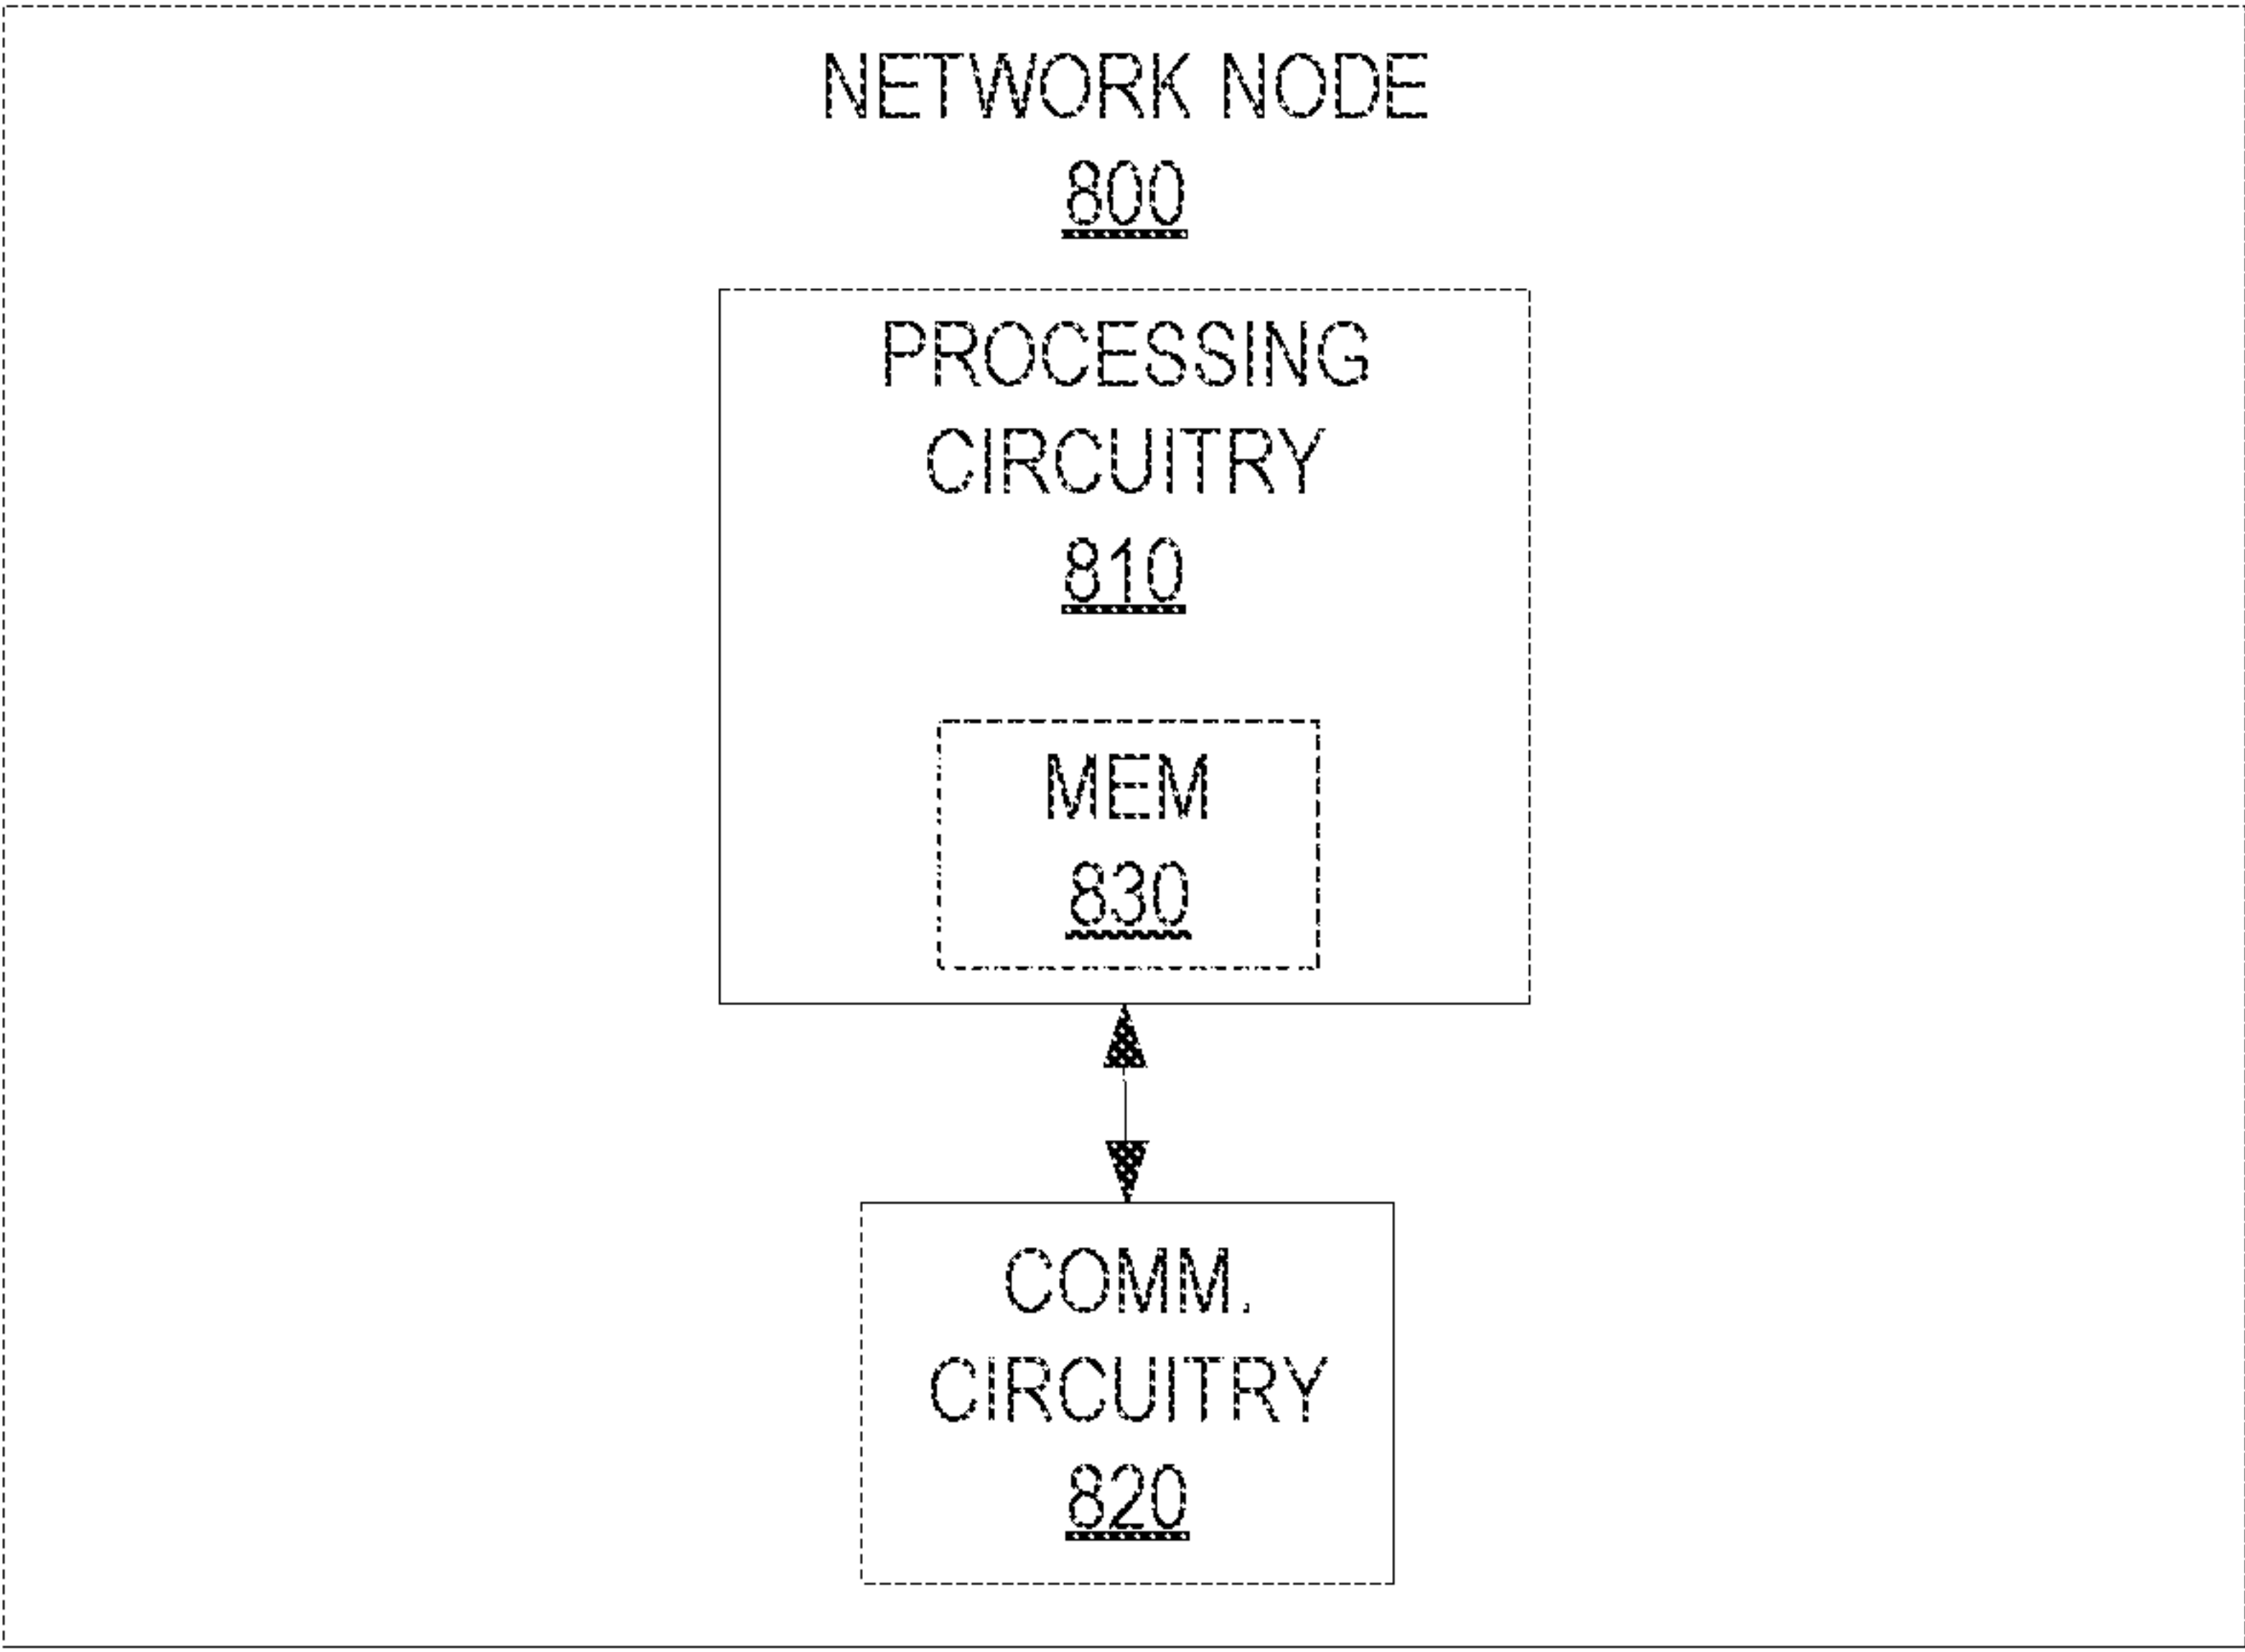 NETWORK NODE
800
PROCESSING
CIRCUITRY
810
MEM
830
COMM.
CIRCUITRY
820